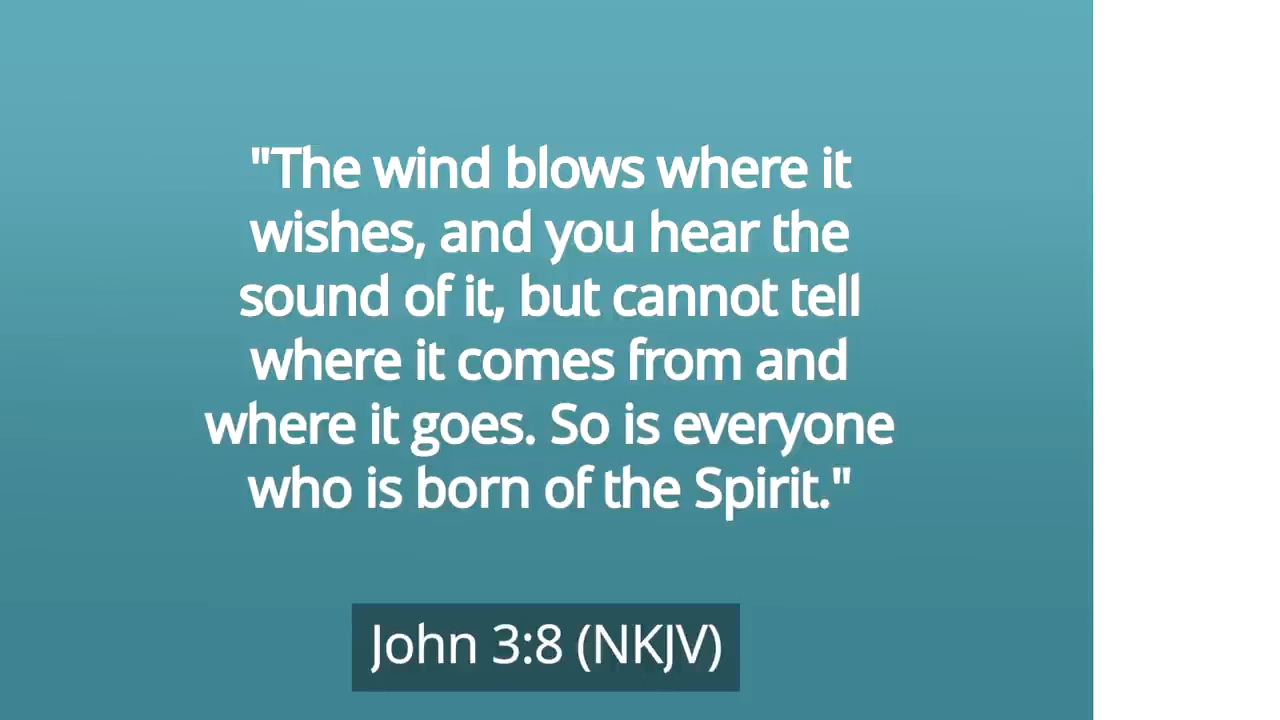 "The wind blows where it
wishes, and you hear the
sound of it, but cannot tell
where it comes from and
where it goes. So is everyone
who is born of the Spirit."
John 3:8 (NKJV)